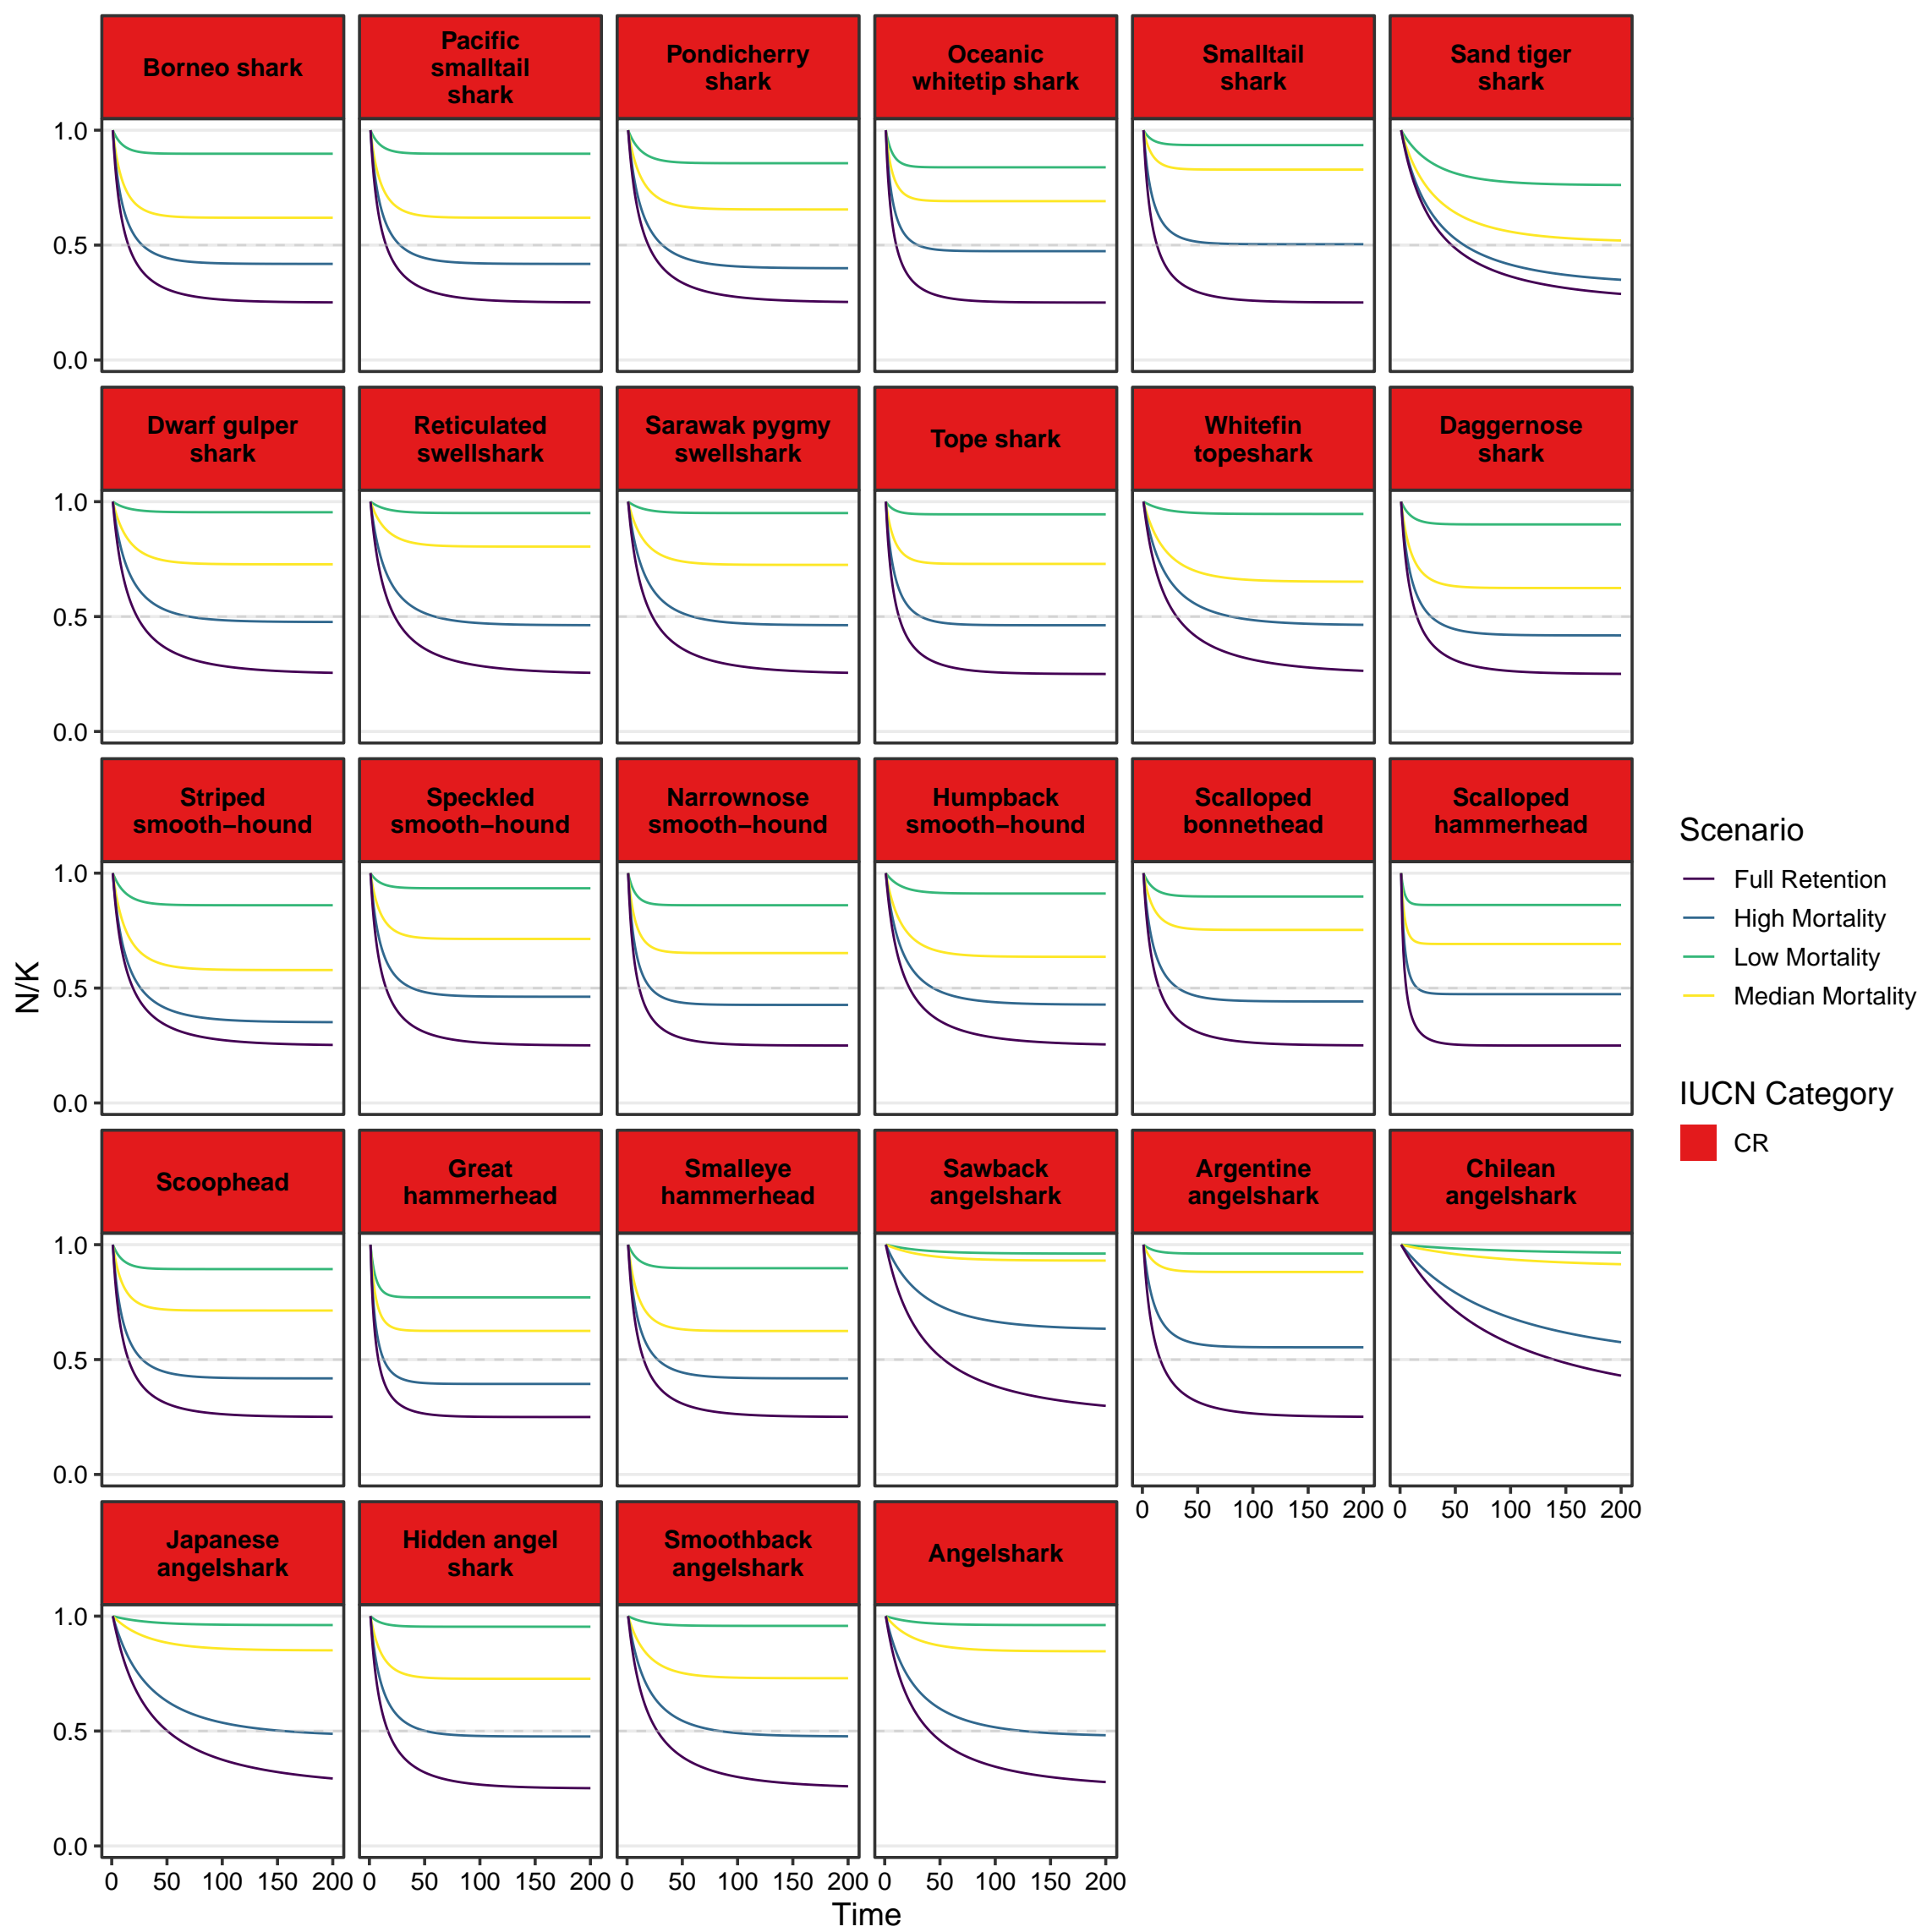 Borneo shark
Pacific
smalltail
shark
Pondicherry
shark
Oceanic
whitetip shark
Smalltail
shark
Sand tiger
shark
1.0
0.5
0.0
Dwarf gulper
shark
Reticulated
swellshark
Sarawak pygmy
swellshark
Tope shark
Whitefin
topeshark
Daggernose
shark
1.0
0.5
0.0
Striped
smooth−hound
Speckled
smooth−hound
Narrownose
smooth−hound
Humpback
smooth−hound
Scalloped
bonnethead
Scalloped
hammerhead
1.0
0.5
0.0
N/K
Scoophead
Great
hammerhead
Smalleye
hammerhead
Sawback
angelshark
Argentine
angelshark
Chilean
angelshark
1.0
0.5
0.0
0 50 100 150 200
0 50 100 150 200
Japanese
angelshark
Hidden angel
shark
Smoothback
angelshark
Angelshark
1.0
0.5
0.0
0 50 100 150 200
0 50 100 150 200
0 50 100 150 200
0 50 100 150 200
Time
Scenario
Full Retention
High Mortality
Low Mortality
Median Mortality
IUCN Category
CR